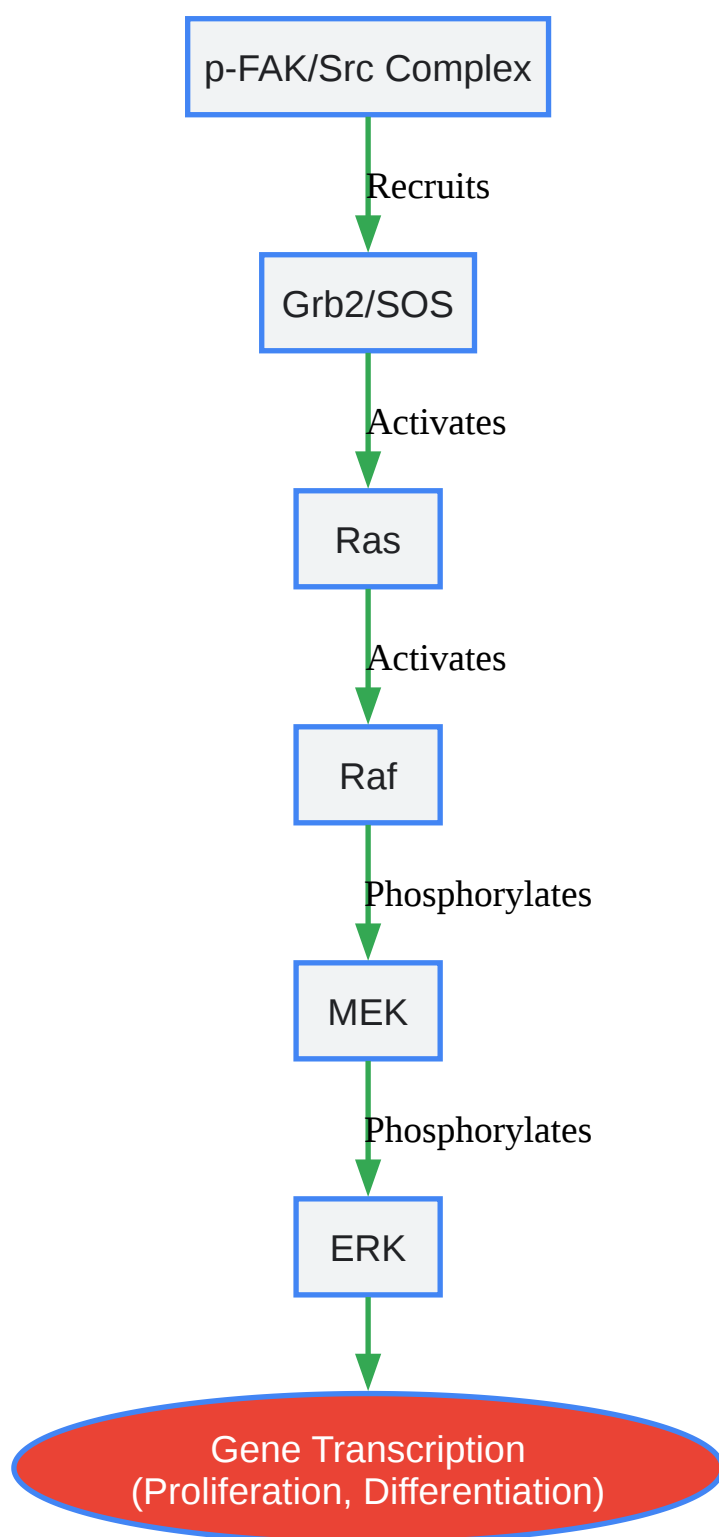 p-FAK/Src Complex
Recruits
Grb2/SOS
Activates
Ras
Activates
Raf
Phosphorylates
MEK
Phosphorylates
ERK
Gene Transcription
(Proliferation, Differentiation)